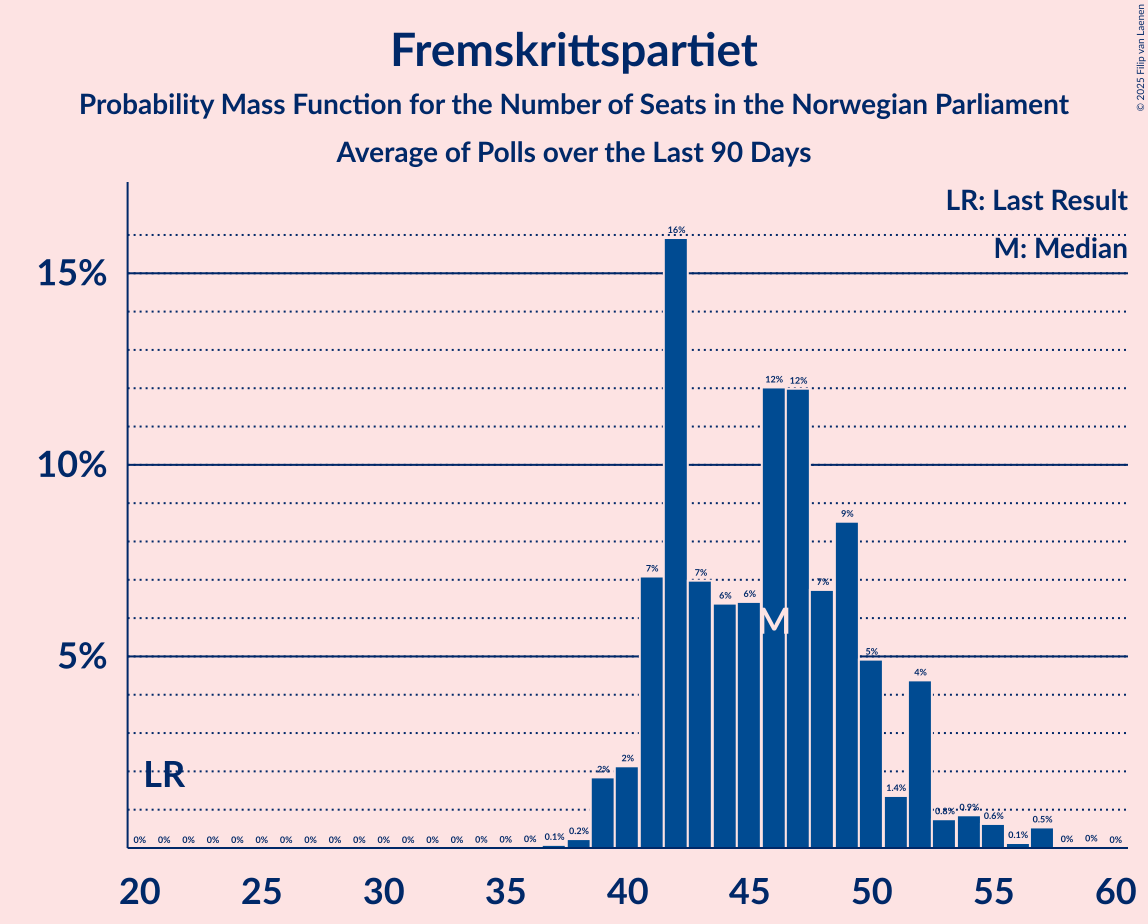 Fremskrittspartiet
Probability Mass Function for the Number of Seats in the Norwegian Parliament
Average of Polls over the Last 90 Days
© 2025 Filip van Laenen
LR: Last Result
M: Median
15%
10%
5%
16%
12% 12%
9%
7% 7% 6% 6% 7%
5%
4%
2% 2%
1.4%
0.8% 0.9% 0.6% 0.1% 0.5%
LR
M
0% 0% 0% 0% 0% 0% 0% 0% 0% 0% 0% 0% 0% 0% 0% 0% 0% 0.1% 0.2% 0% 0% 0%
20 25 30 35 40 45 50 55 60